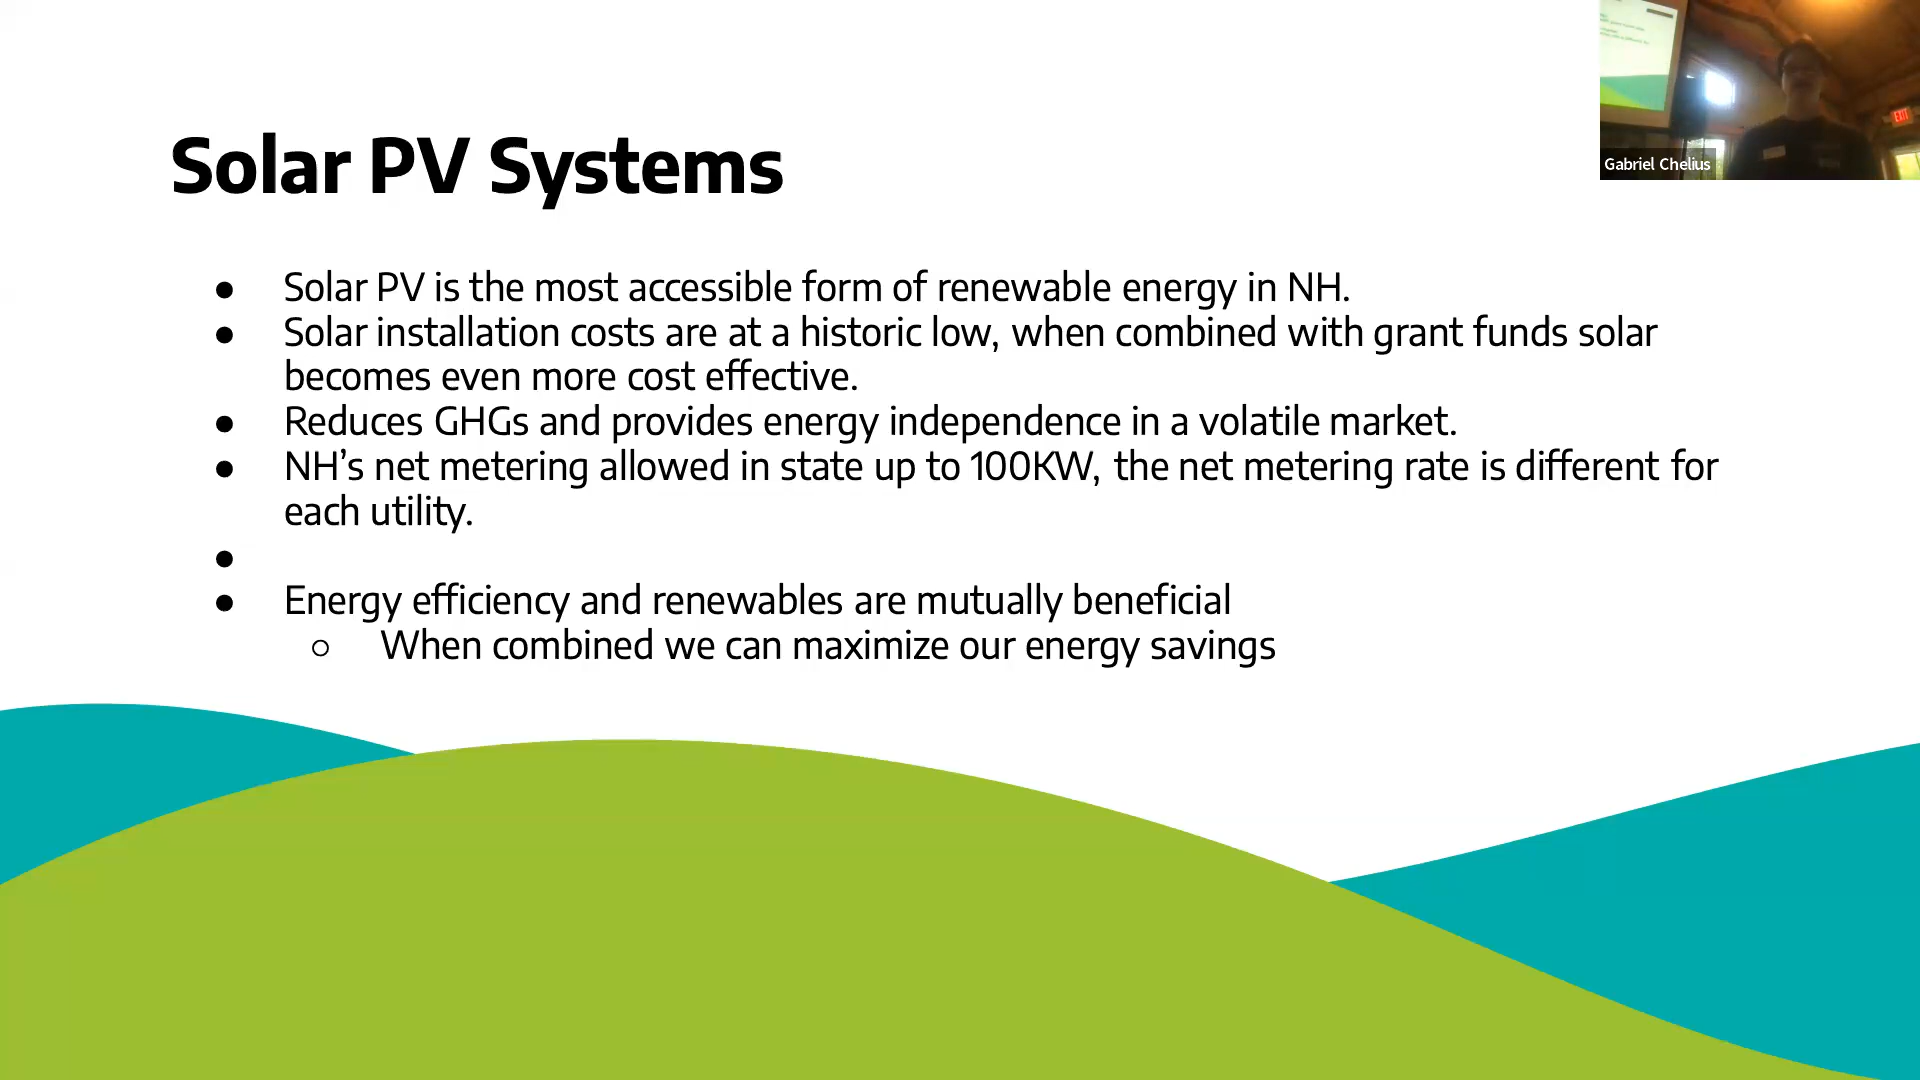 Solar PV Systems
● Solar PV is the most accessible form of renewable energy in NH.
● Solar installation costs are at a historic low, when combined with grant funds solar
becomes even more cost effective.
● Reduces GHGs and provides energy independence in a volatile market.
● NH’s net metering allowed in state up to 100KW, the net metering rate is different for
each utility.
●
● Energy efficiency and renewables are mutually beneficial
○ When combined we can maximize our energy savings
EXIT
Gabriel Chelius